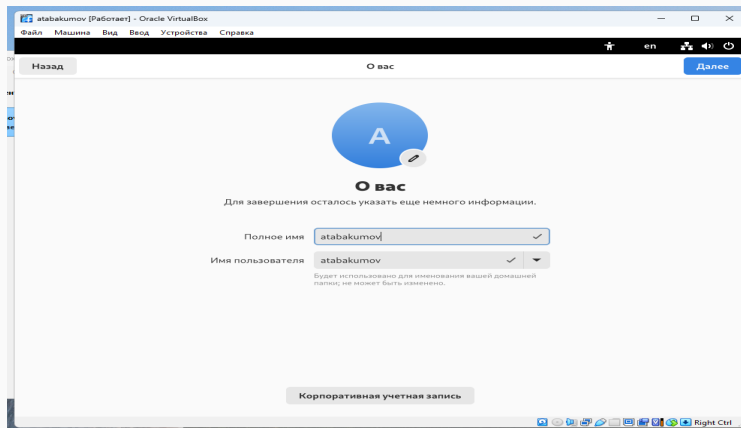 atabakumov [Работает] - Oracle VirtualBox
Файл Машина Вид Ввод Устройства Справка
en
Назад О вас Далее
A
О вас
Для завершения осталось указать еще немного информации.
Полное имя atabakumov
Имя пользователя atabakumov
Будет использовано для именования вашей домашней
папки; не может быть изменено.
Корпоративная учетная запись
Right Ctrl